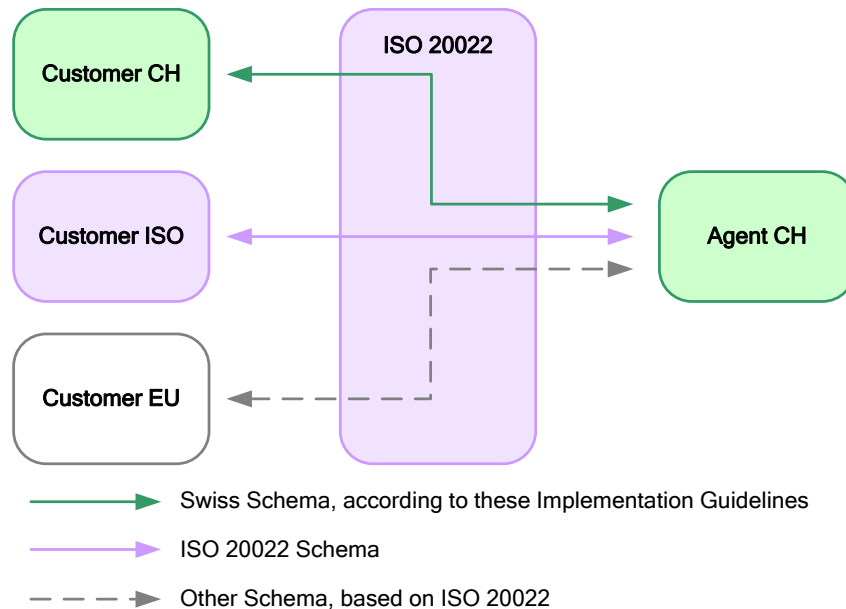 ISO 20022
Customer CH
Customer ISO
Agent CH
Customer EU
Swiss Schema, according to these Implementation Guidelines
ISO 20022 Schema
Other Schema, based on ISO 20022